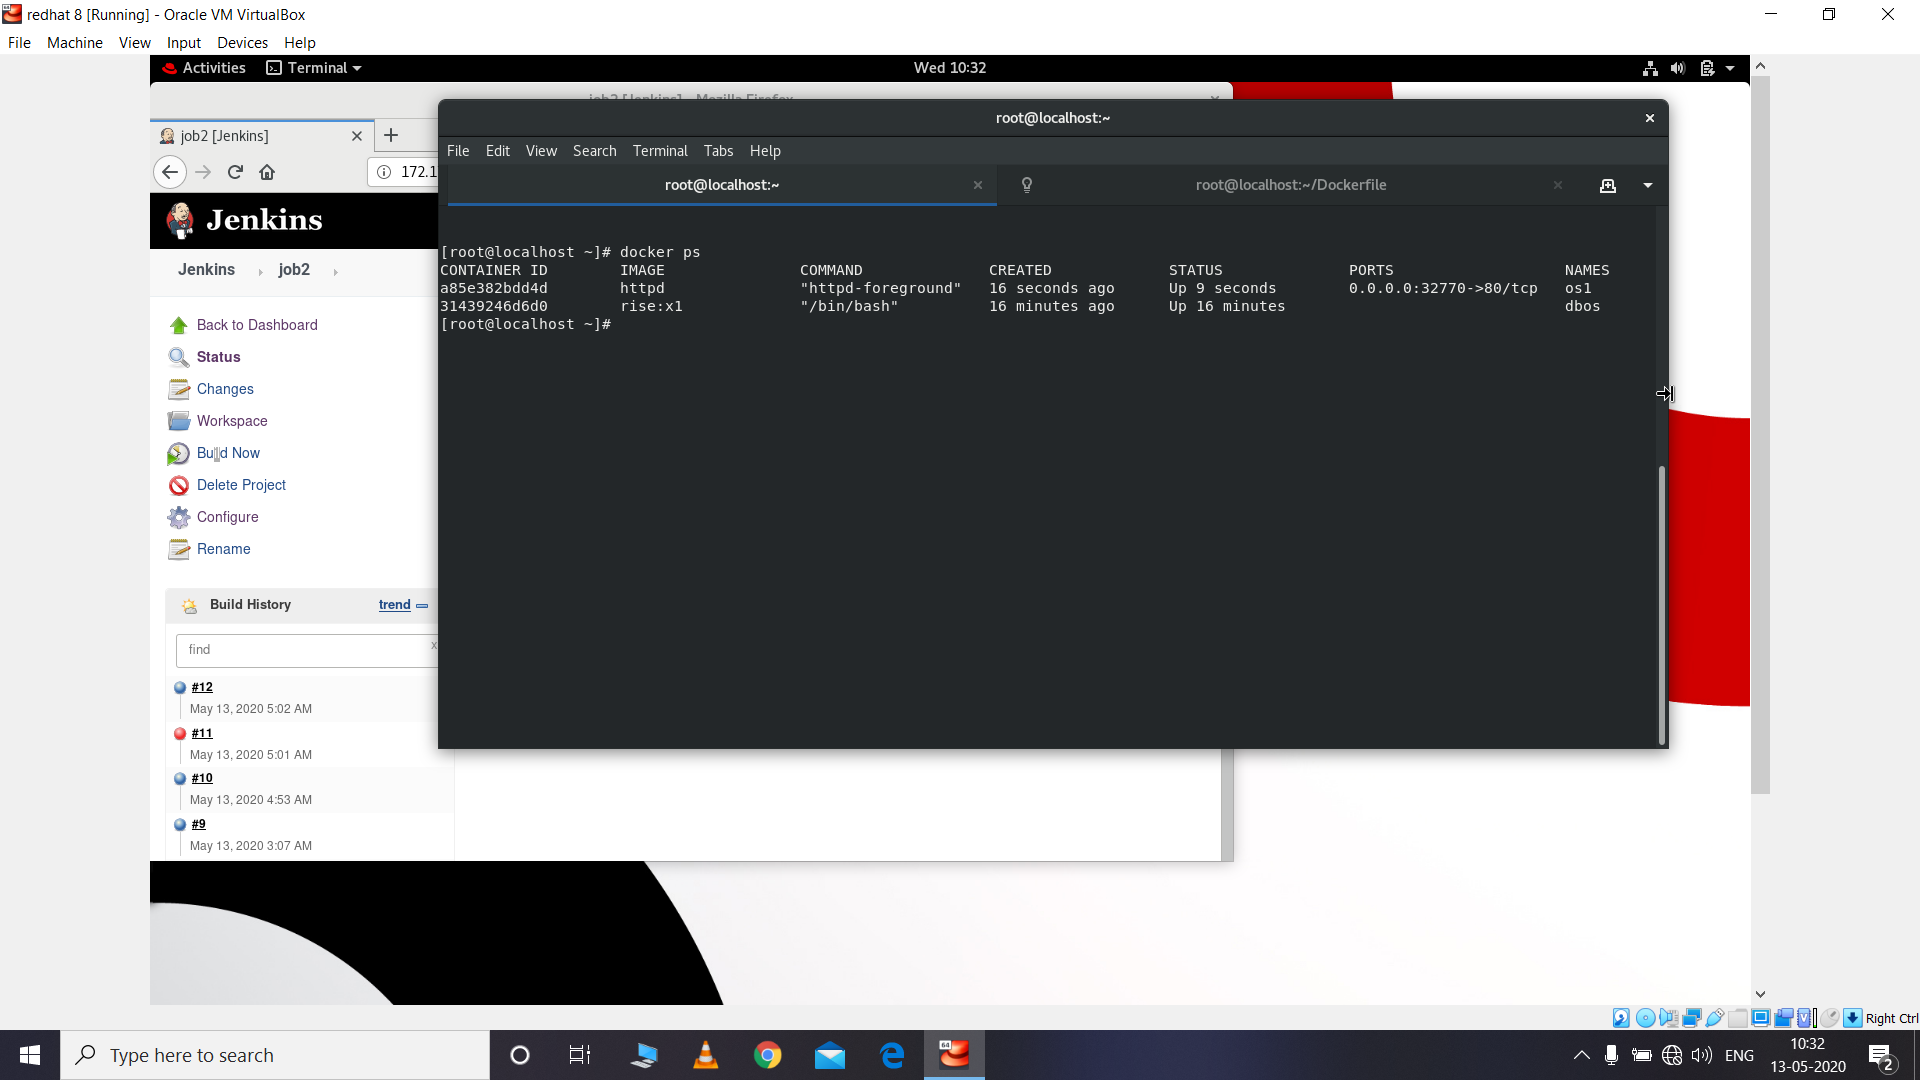 redhat 8 [Running] - Oracle VM VirtualBox
File Machine View Input Devices Help
Activities Terminal Wed 10:32
job2 [Jenkins] - Mozilla Firefox
job2 [Jenkins]
172.1
Jenkins
Jenkins job2
Back to Dashboard
Status
Changes
Workspace
Build Now
Delete Project
Configure
Rename
Build History trend
find x
#12
May 13, 2020 5:02 AM
#11
May 13, 2020 5:01 AM
#10
May 13, 2020 4:53 AM
#9
May 13, 2020 3:07 AM
root@localhost:~
File Edit View Search Terminal Tabs Help
root@localhost:~ root@localhost:~/Dockerfile
[root@localhost ~]# docker ps
CONTAINER ID IMAGE COMMAND CREATED STATUS PORTS NAMES
a85e382bdd4d httpd "httpd-foreground" 16 seconds ago Up 9 seconds 0.0.0.0:32770->80/tcp os1
31439246d6d0 rise:x1 "/bin/bash" 16 minutes ago Up 16 minutes dbos
[root@localhost ~]#
Right Ctrl
Type here to search
64
ENG
10:32
13-05-2020
2